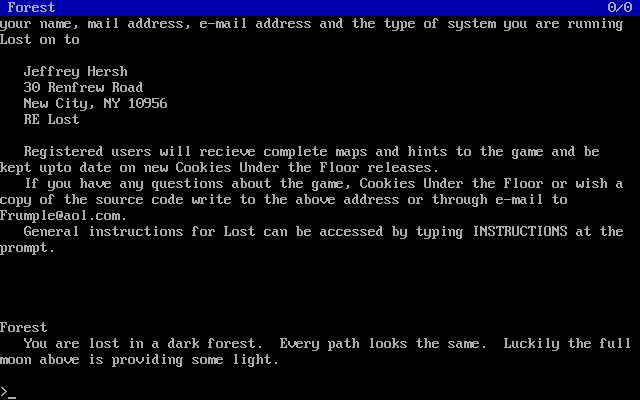 Forest 0/0
your name, mail address, e-mail address and the type of system you are running
Lost on to
Jeffrey Hersh
30 Renfrew Road
New City, NY 10956
RE Lost
Registered users will recieve complete maps and hints to the game and be
kept upto date on new Cookies Under the Floor releases.
If you have any questions about the game, Cookies Under the Floor or wish a
copy of the source code write to the above address or through e-mail to
Frumple@aol.com.
General instructions for Lost can be accessed by typing INSTRUCTIONS at the
prompt.
Forest
You are lost in a dark forest.  Every path looks the same.  Luckily the full
moon above is providing some light.
>_